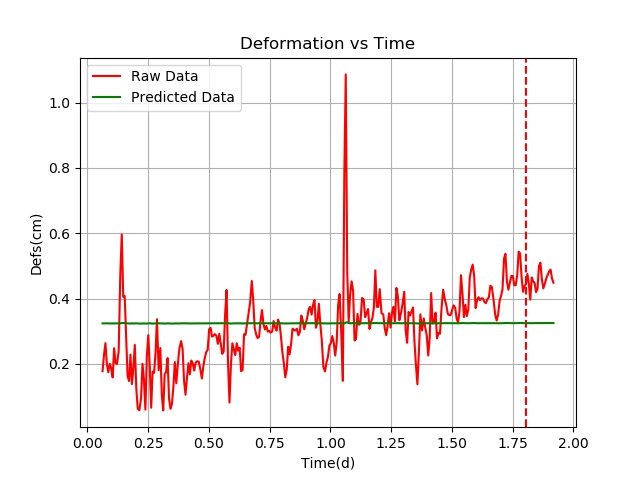 Deformation vs Time
Raw Data
Predicted Data
1.0
0.8
0.6
0.4
0.2
Defs(cm)
0.00 0.25 0.50 0.75 1.00 1.25 1.50 1.75 2.00
Time(d)